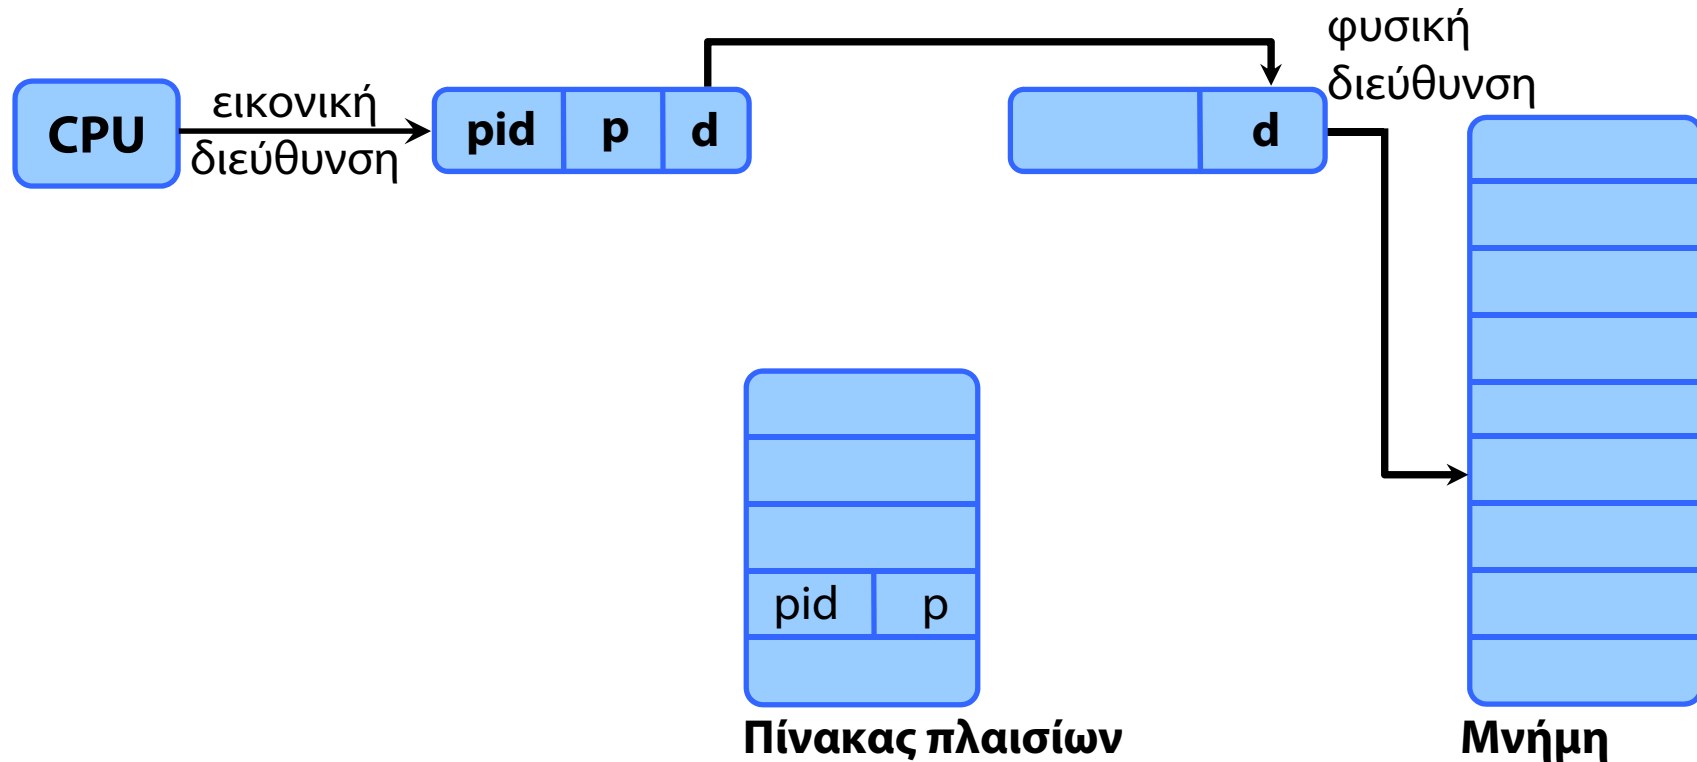 CPU
εικονική
διεύθυνση
pid p d
d
φυσική
διεύθυνση
pid p
Πίνακας πλαισίων
Μνήμη